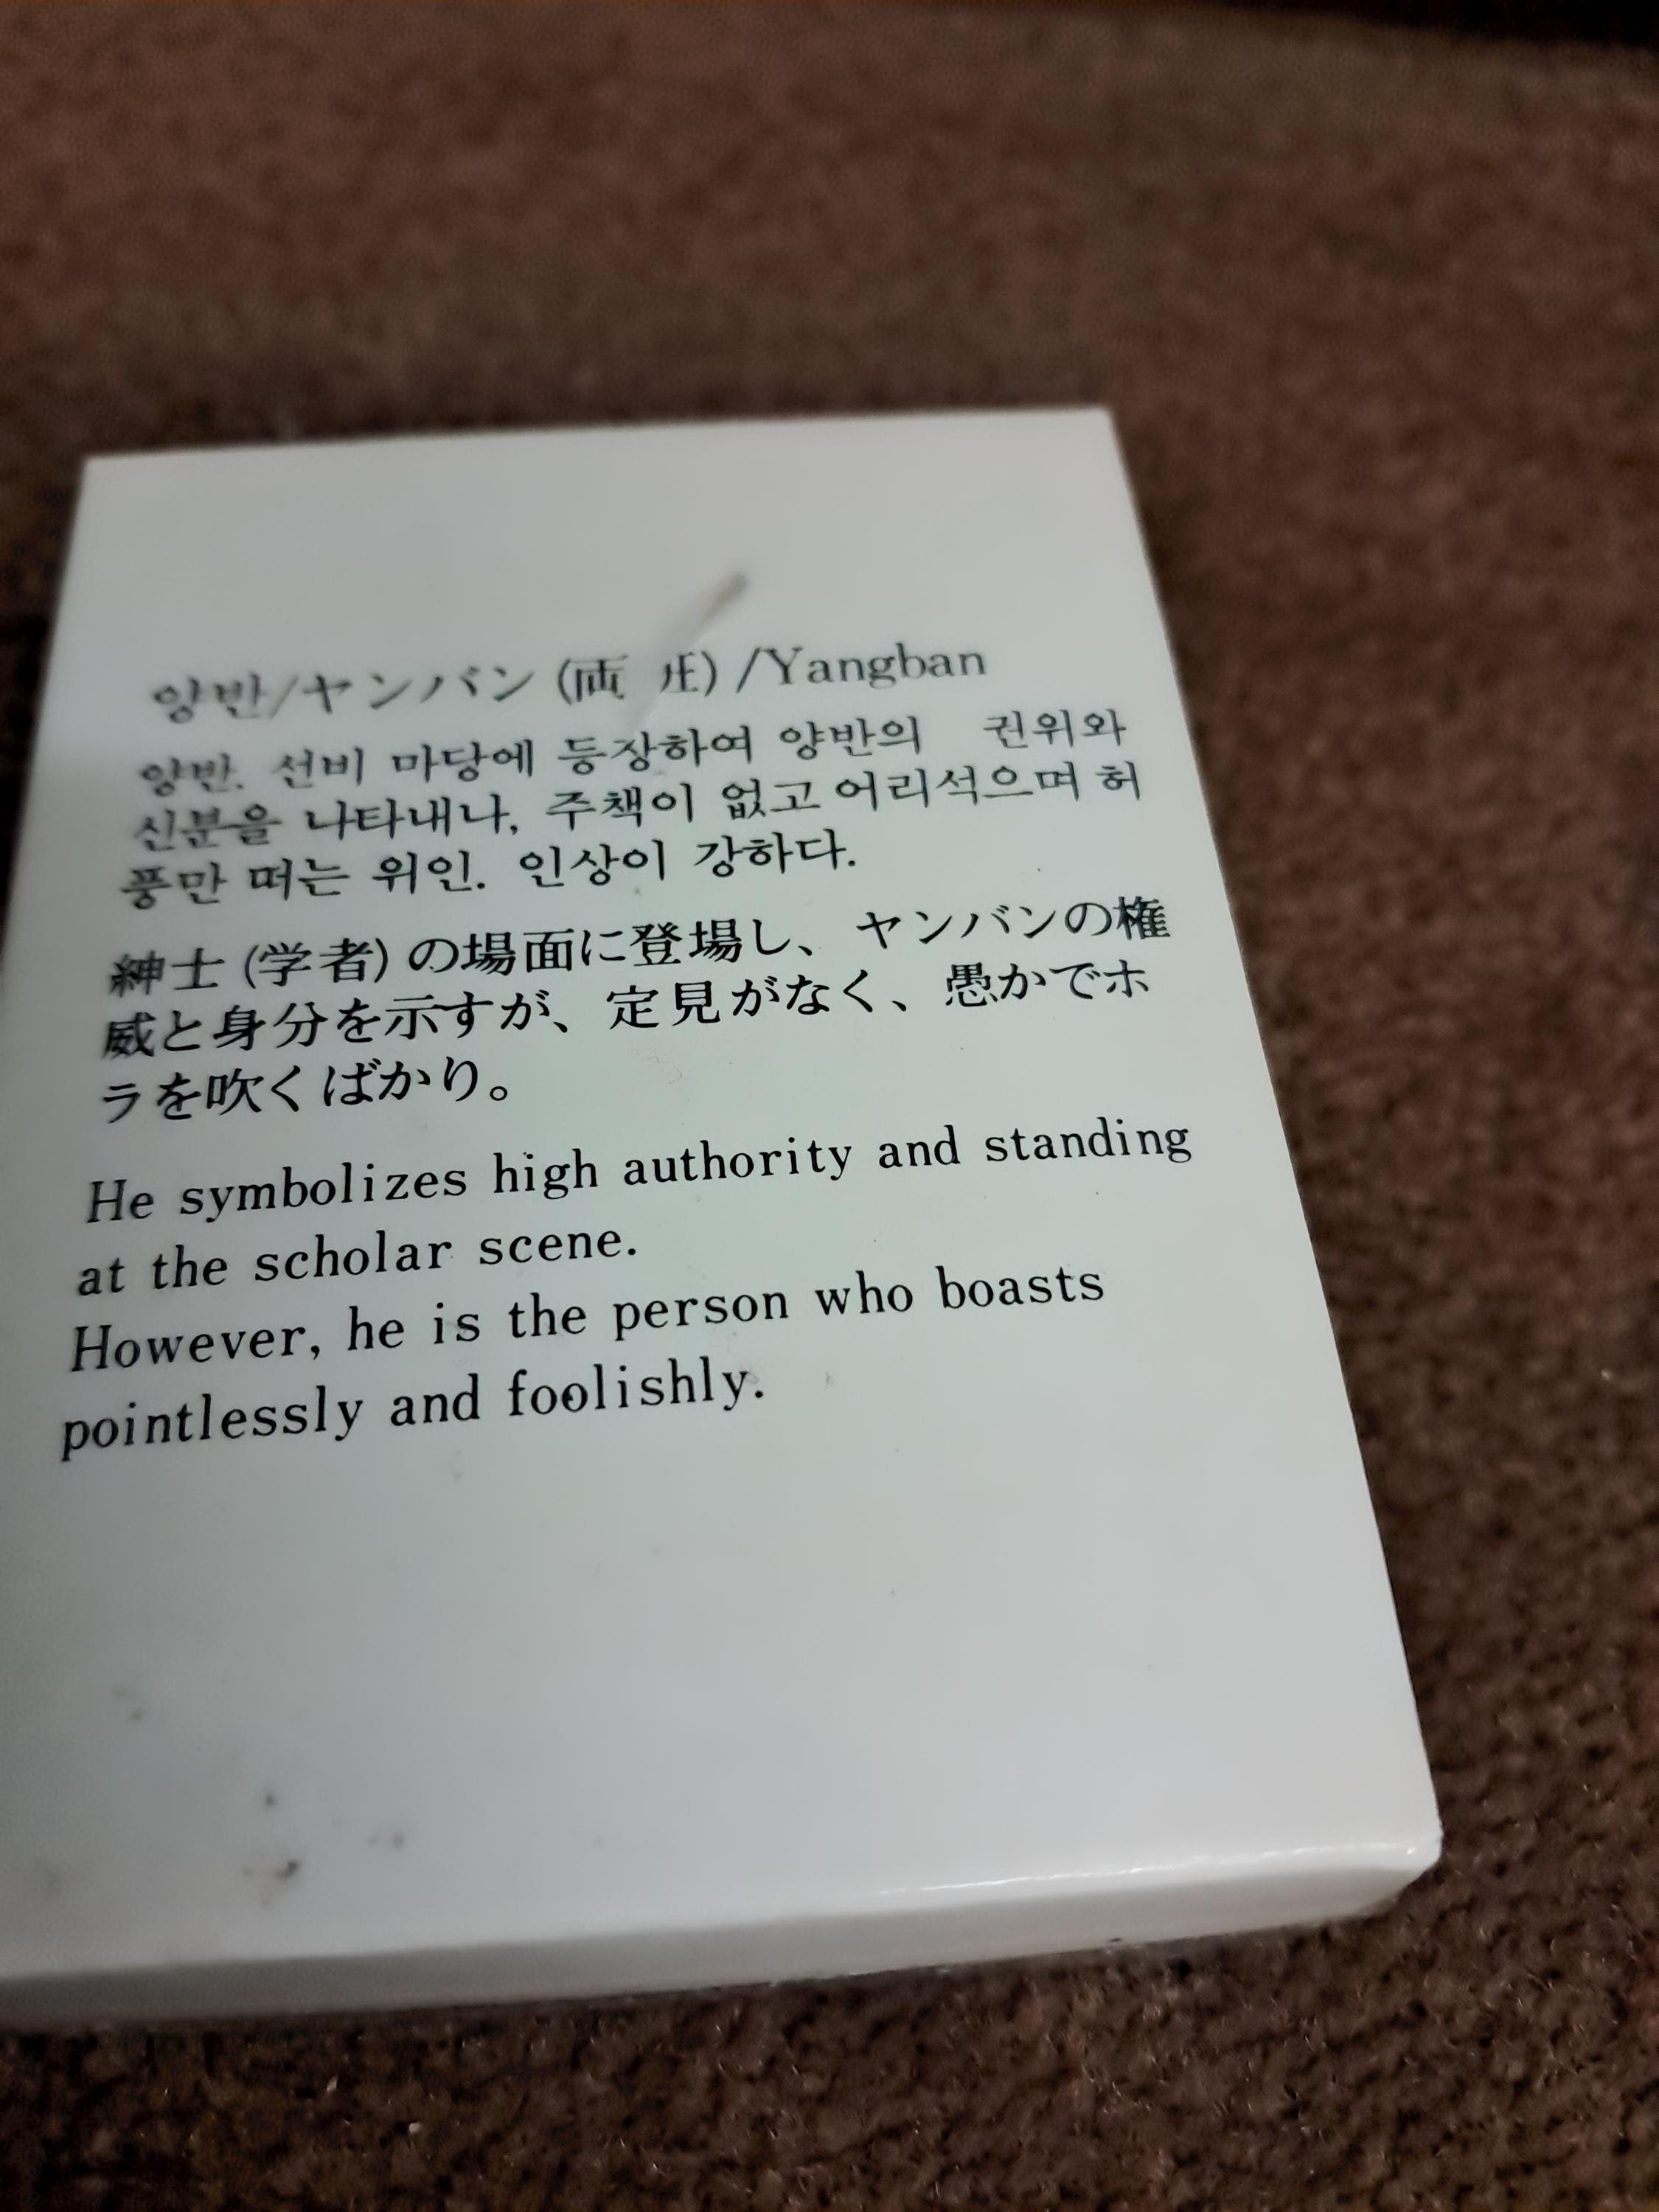 양반/ヤンバン(両 班)/Yangban
양반. 선비 마당에 등장하여 양반의 권위와
신분을 나타내나, 주책이 없고 어리석으며 허
풍만 떠는 위인. 인상이 강하다.
紳士(学者)の場面に登場し、ヤンバンの権
威と身分を示すが、定見がなく、愚かでホ
ラを吹くばかり。
He symbolizes high authority and standing
at the scholar scene.
However, he is the person who boasts
pointlessly and foolishly.